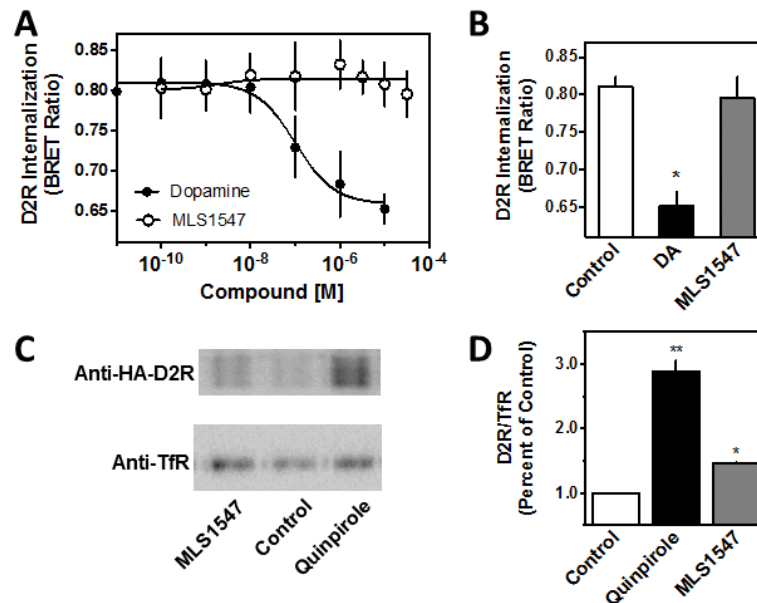 A
D2R Internalization
(BRET Ratio)
0.85
0.80
0.75
0.70
0.65
Dopamine
MLS1547
10-10
10-8
10-6
10-4
Compound [M]
B
D2R Internalization
(BRET Ratio)
0.85
0.80
0.75
0.70
0.65
*
Control
DA
MLS1547
C
Anti-HA-D2R
Anti-TfR
MLS1547
Control
Quinpirole
D
D2R/TfR
(Percent of Control)
3.0
2.0
1.0
**
*
Control
Quinpirole
MLS1547